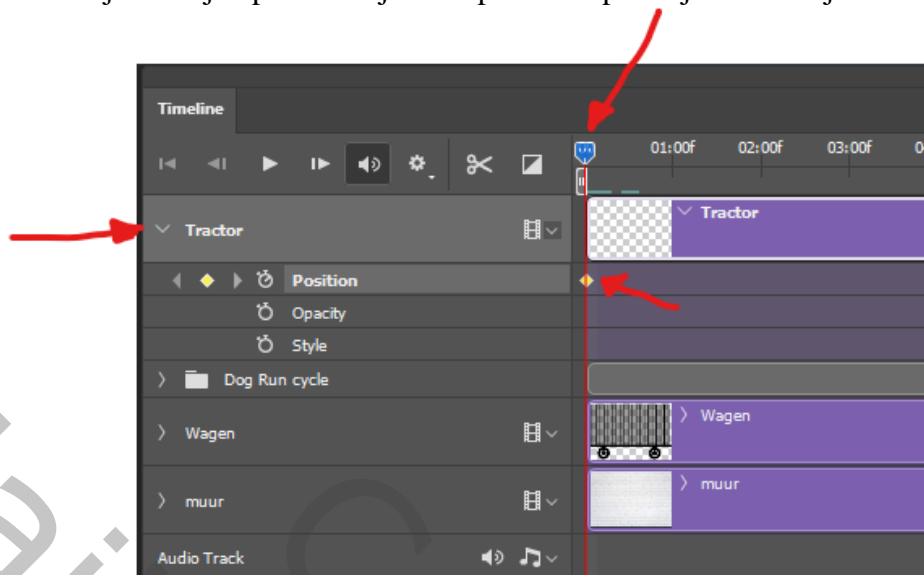 Timeline
01:00f 02:00f 03:00f
Tractor
Tractor
Position
Opacity
Style
Dog Run cycle
Wagen
Wagen
muur
muur
Audio Track